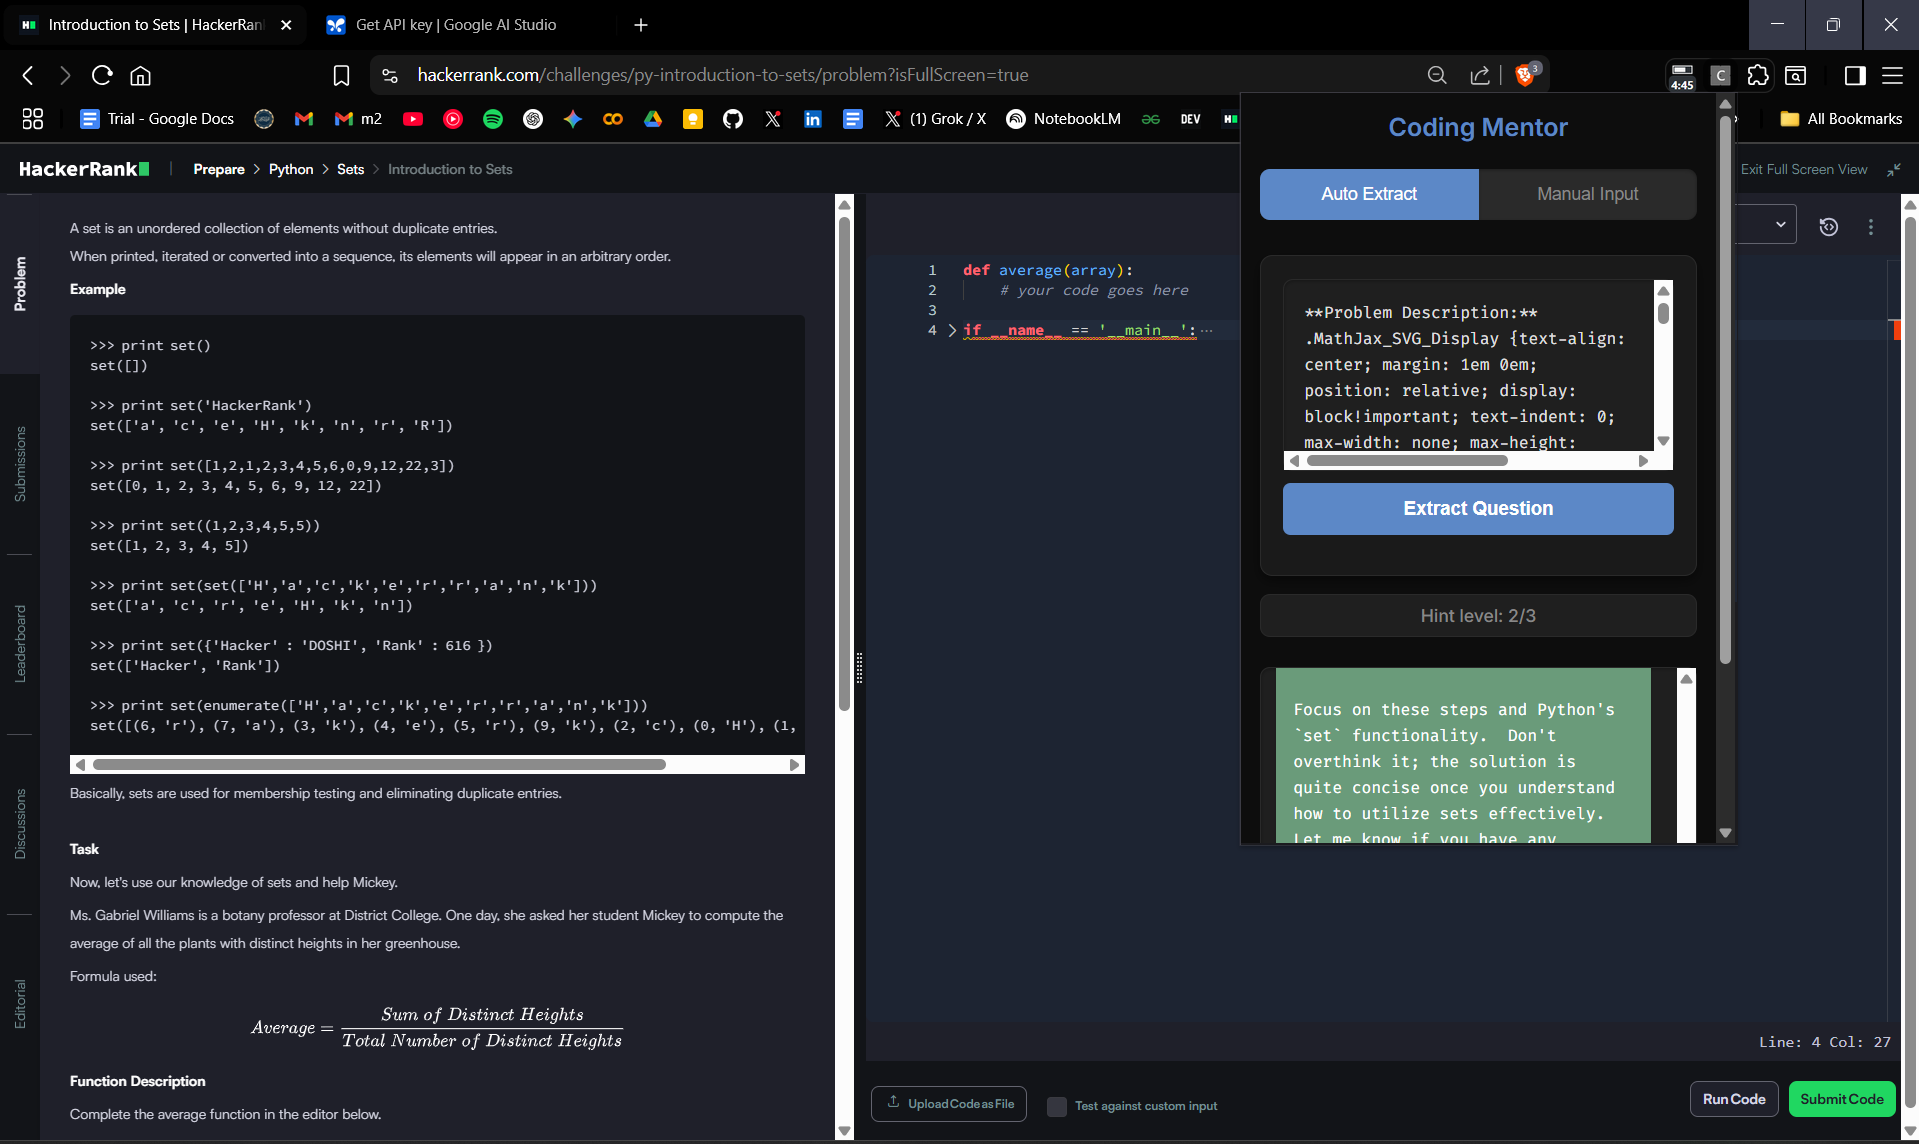 Introduction to Sets | HackerRan
Get API key | Google AI Studio
hackerrank.com/challenges/py-introduction-to-sets/problem?isFullScreen=true
3
C
4:45
Trial - Google Docs
m2
(1) Grok / X
NotebookLM
DEV
All Bookmarks
HackerRank
Prepare > Python > Sets > Introduction to Sets
Exit Full Screen View
Problem
Submissions
Leaderboard
Discussions
Editorial
A set is an unordered collection of elements without duplicate entries.
When printed, iterated or converted into a sequence, its elements will appear in an arbitrary order.
Example
>>> print set()
set([])
>>> print set('HackerRank')
set(['a', 'c', 'e', 'H', 'k', 'n', 'r', 'R'])
>>> print set([1,2,1,2,3,4,5,6,0,9,12,22,3])
set([0, 1, 2, 3, 4, 5, 6, 9, 12, 22])
>>> print set((1,2,3,4,5,5))
set([1, 2, 3, 4, 5])
>>> print set(set(['H','a','c','k','e','r','r','a','n','k']))
set(['a', 'c', 'r', 'e', 'H', 'k', 'n'])
>>> print set({'Hacker' : 'DOSHI', 'Rank' : 616 })
set(['Hacker', 'Rank'])
>>> print set(enumerate(['H','a','c','k','e','r','r','a','n','k']))
set([(6, 'r'), (7, 'a'), (3, 'k'), (4, 'e'), (5, 'r'), (9, 'k'), (2, 'c'), (0, 'H'), (1,
Basically, sets are used for membership testing and eliminating duplicate entries.
Task
Now, let's use our knowledge of sets and help Mickey.
Ms. Gabriel Williams is a botany professor at District College. One day, she asked her student Mickey to compute the
average of all the plants with distinct heights in her greenhouse.
Formula used:
Average = Sum of Distinct Heights / Total Number of Distinct Heights
Function Description
Complete the average function in the editor below.
1 def average(array):
2 # your code goes here
3
4 > if __name__ == '__main__': ···
Line: 4 Col: 27
Upload Code as File
Test against custom input
Run Code
Submit Code
Coding Mentor
Auto Extract
Manual Input
**Problem Description:**
.MathJax_SVG_Display {text-align:
center; margin: 1em 0em;
position: relative; display:
block!important; text-indent: 0;
max-width: none; max-height:
Extract Question
Hint level: 2/3
Focus on these steps and Python's
`set` functionality. Don't
overthink it; the solution is
quite concise once you understand
how to utilize sets effectively.
Let me know if you have any